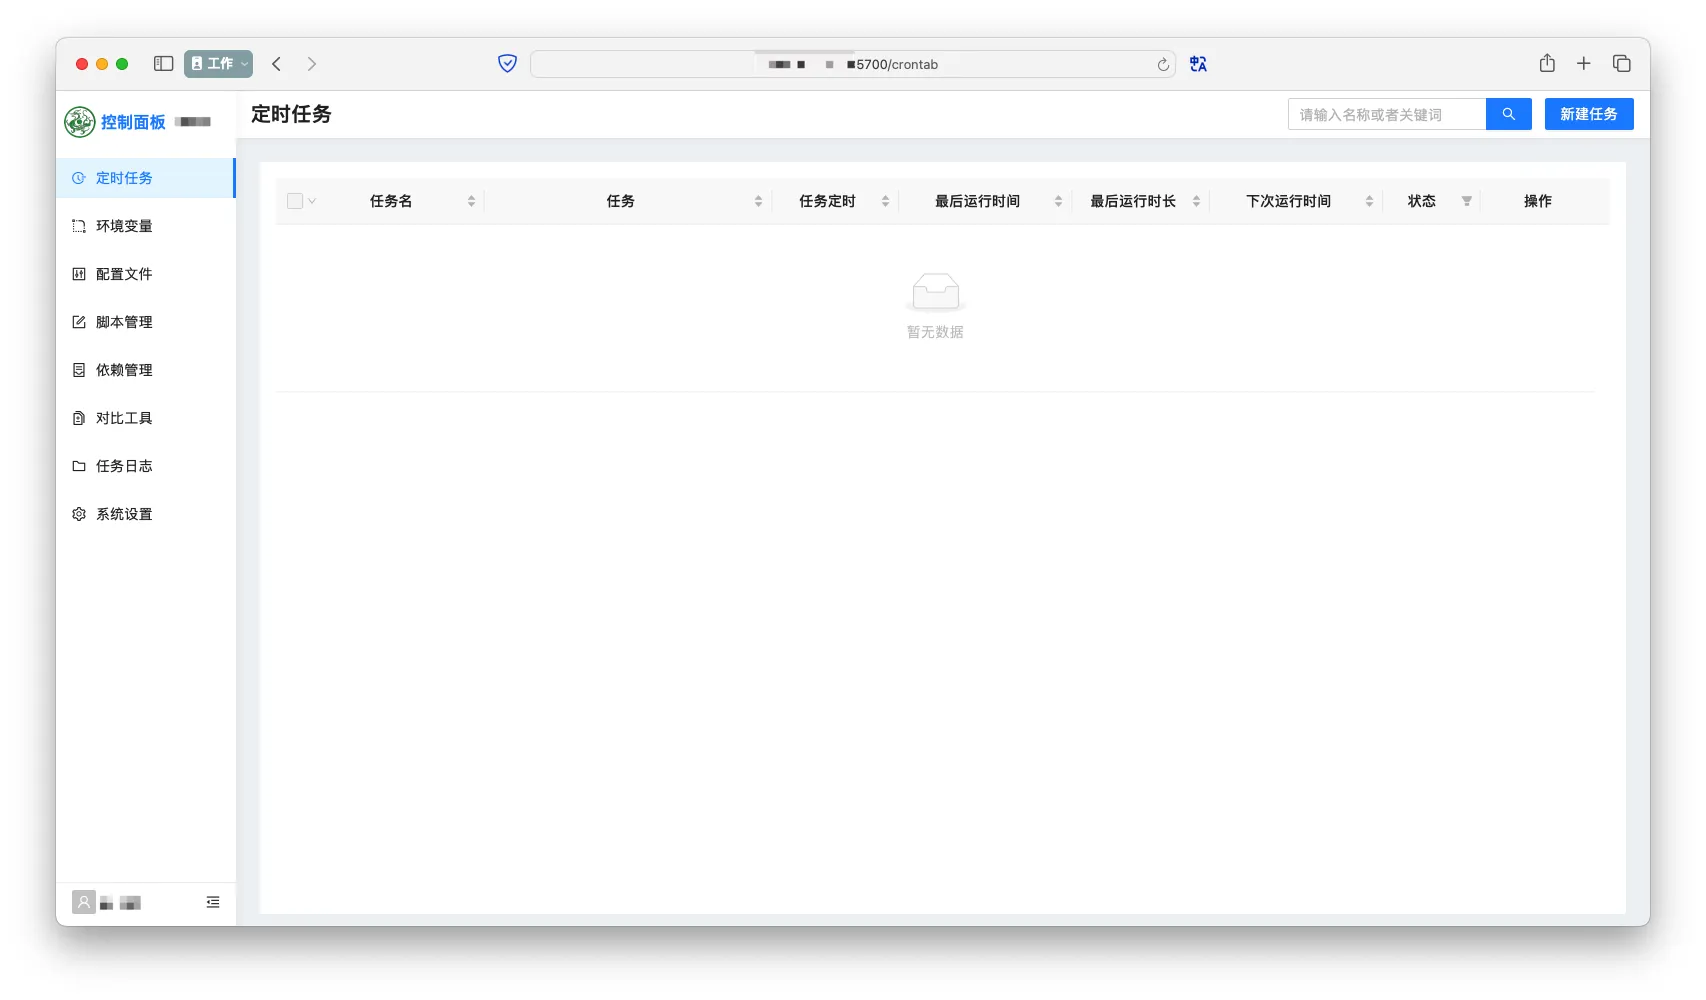 工作
5700/crontab
控制面板
定时任务
请输入名称或者关键词
新建任务
定时任务
环境变量
配置文件
脚本管理
依赖管理
对比工具
任务日志
系统设置
任务名 任务 任务定时 最后运行时间 最后运行时长 下次运行时间 状态 操作
暂无数据